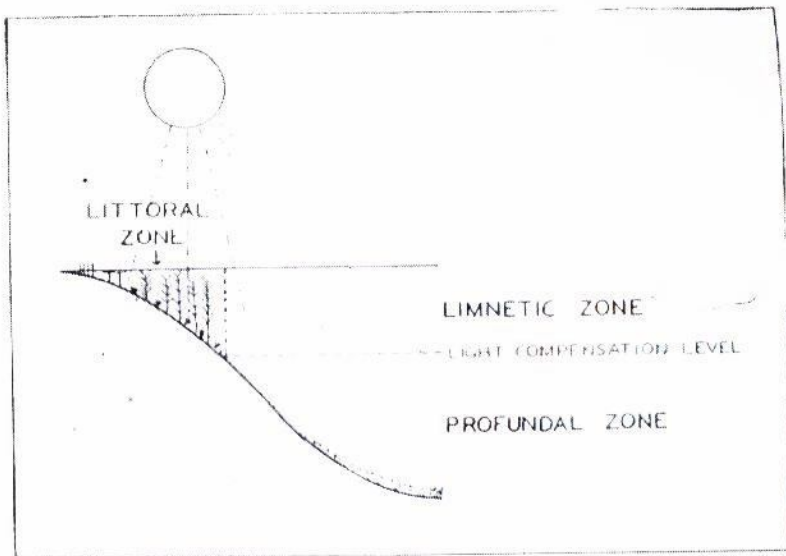 LITTORAL
ZONE
LIMNETIC ZONE
LIGHT COMPENSATION LEVEL
PROFUNDAL ZONE